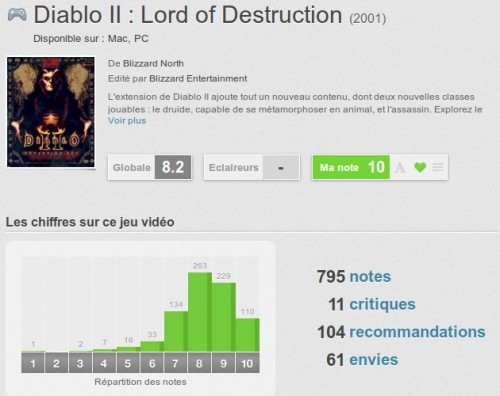 Diablo II : Lord of Destruction (2001)
Disponible sur : Mac, PC
De Blizzard North
Edité par Blizzard Entertainment
L'extension de Diablo II ajoute tout un nouveau contenu, dont deux nouvelles classes
jouables : le druide, capable de se métamorphoser en animal, et l'assassin. Explorez le
Voir plus
DIABLO
II
Globale 8.2 Eclaireurs - Ma note 10
Les chiffres sur ce jeu vidéo
1 2 7 16 33 134 263 229 110
1 2 3 4 5 6 7 8 9 10
Répartition des notes
795 notes
11 critiques
104 recommandations
61 envies